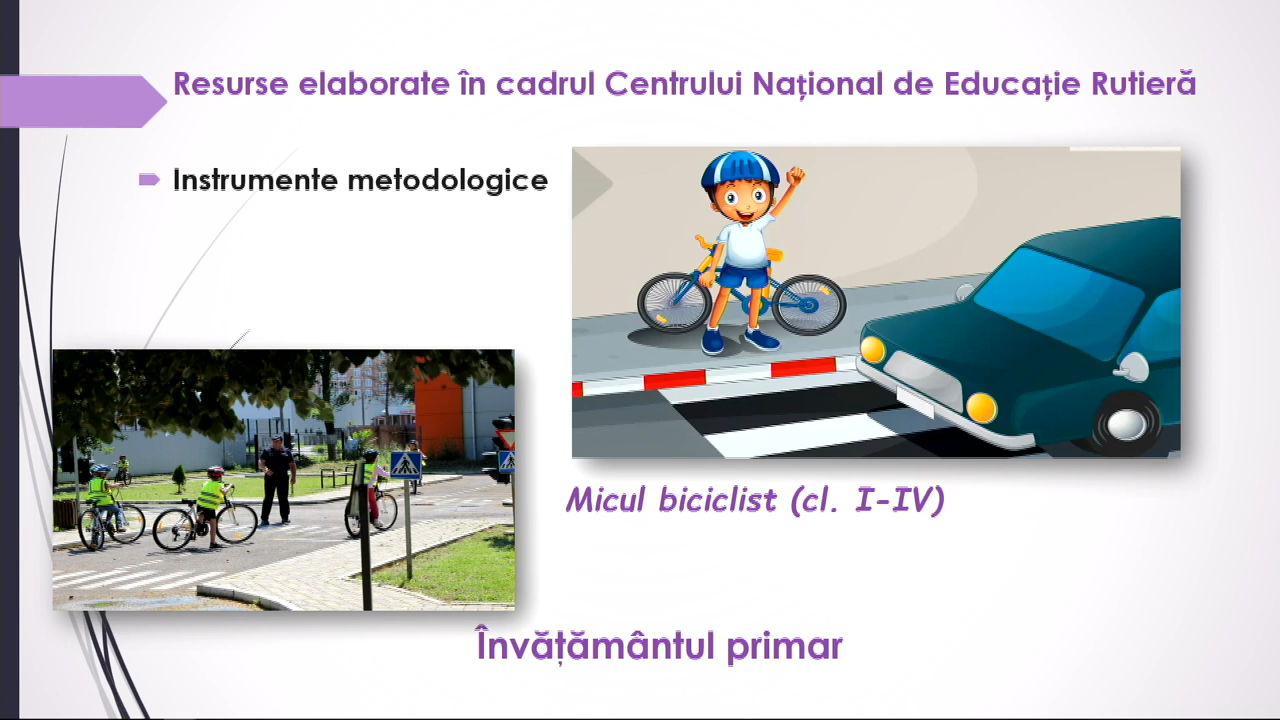 Resurse elaborate în cadrul Centrului Național de Educație Rutieră
Instrumente metodologice
Micul biciclist (cl. I-IV)
Învățământul primar